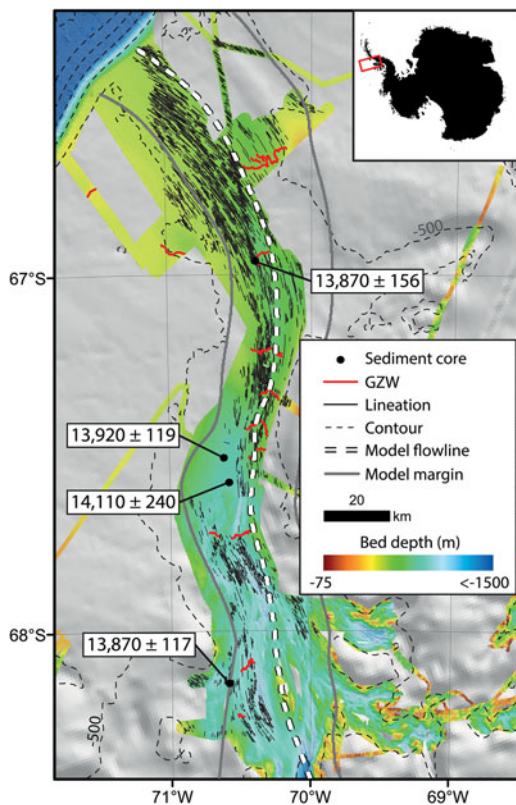 -500
67°S
13,870 ± 156
Sediment core
GZW
Lineation
Contour
Model flowline
Model margin
20
km
Bed depth (m)
-75
<-1500
13,920 ± 119
14,110 ± 240
68°S
13,870 ± 117
-500
71°W
70°W
69°W